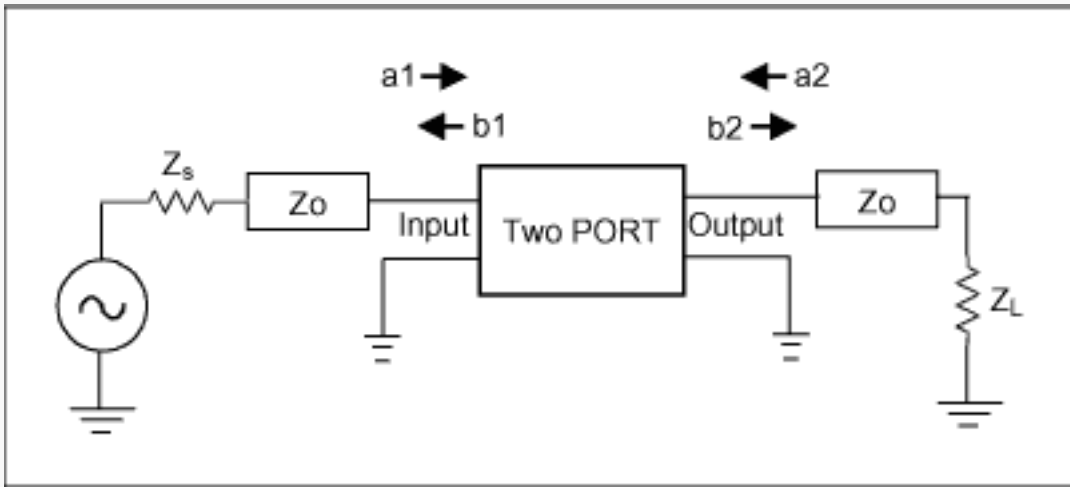 a1
a2
b1
b2
Zs
Zo
Input
Two PORT
Output
Zo
ZL